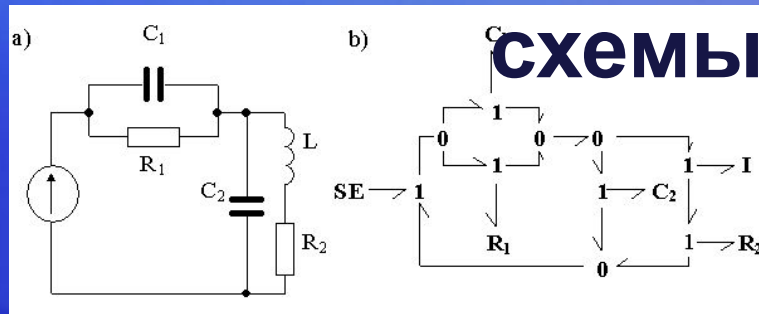 схемы
a) C₁ b) C
1
0 0 0
R₁ L 1 1 I
C₂ SE 1 1 C₂
R₁ 1 R₂
R₂ 0